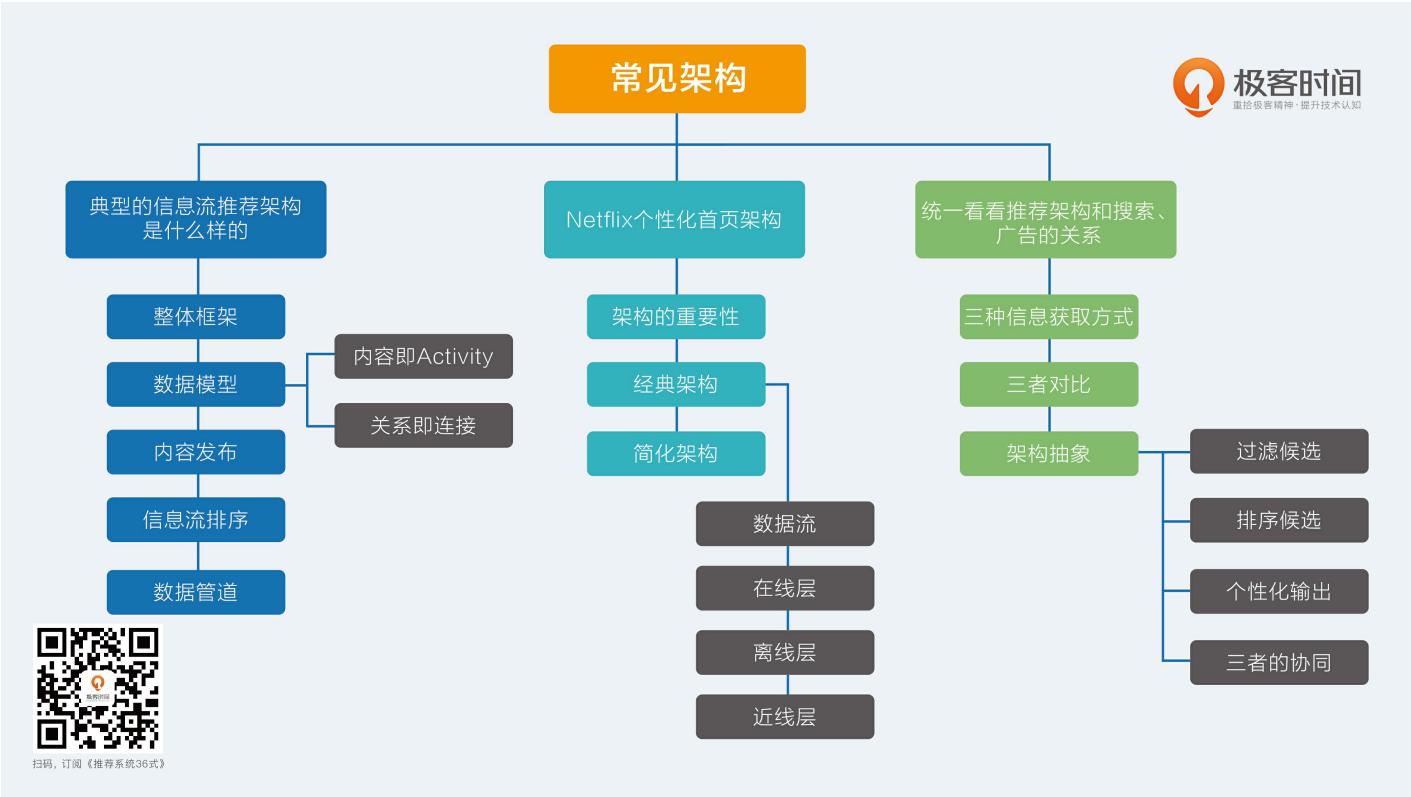 常见架构
极客时间
重拾极客精神·提升技术认知
典型的信息流推荐架构
是什么样的
整体框架
数据模型
内容即Activity
关系即连接
内容发布
信息流排序
数据管道
Netflix个性化首页架构
架构的重要性
经典架构
简化架构
数据流
在线层
离线层
近线层
统一看看推荐架构和搜索、
广告的关系
三种信息获取方式
三者对比
架构抽象
过滤候选
排序候选
个性化输出
三者的协同
极客时间
扫码,订阅《推荐系统36式》